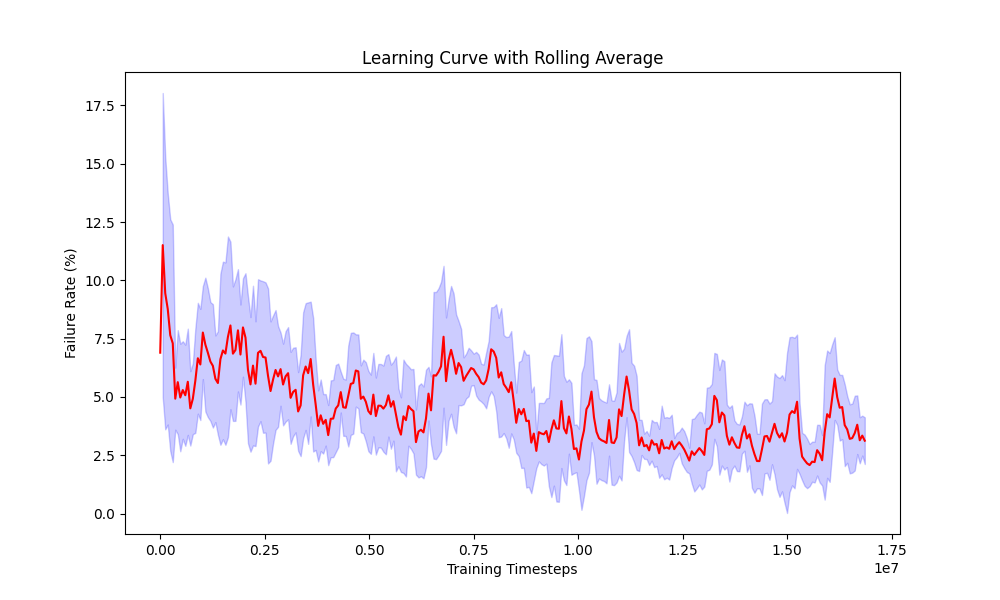 Learning Curve with Rolling Average
Failure Rate (%)
17.5
15.0
12.5
10.0
7.5
5.0
2.5
0.0
0.00 0.25 0.50 0.75 1.00 1.25 1.50 1.75
1e7
Training Timesteps